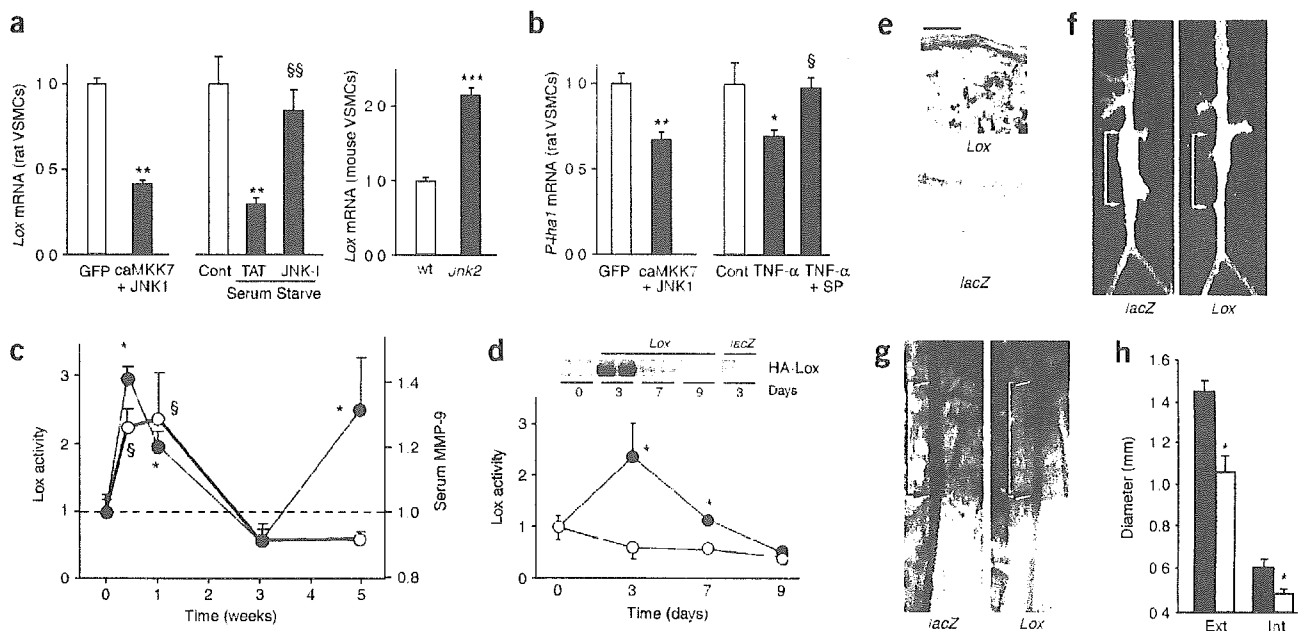 a
Lox mRNA (rat VSMCs)
1 0
0 5
0 0
**
GFP caMKK7
+ JNK1
**
§§
Cont TAT JNK-I
Serum Starve
Lox mRNA (mouse VSMCs)
2 0
1 0
0 0
***
wt Jnk2
b
P4ha1 mRNA (rat VSMCs)
1 0
0 5
0 0
**
GFP caMKK7
+ JNK1
*
§
Cont TNF-α TNF-α
+ SP
e
Lox
lacZ
f
lacZ Lox
c
Lox activity
3
2
1
0
*
§
§
*
*
Serum MMP-9
1.4
1.2
1.0
0.8
0 1 2 3 4 5
Time (weeks)
d
Lox lacZ
HA-Lox
0 3 7 9 3
Days Days
Lox activity
4
3
2
1
0
*
*
0 3 7 9
Time (days)
g
lacZ Lox
h
Diameter (mm)
1.6
1.4
1.2
1.0
0.8
0 6
0 4
*
*
Ext Int